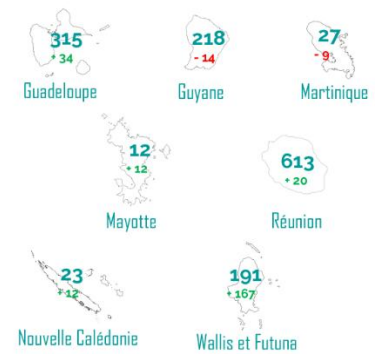 315
+ 34
Guadeloupe
218
- 14
Guyane
27
- 9
Martinique
12
+ 12
Mayotte
613
+ 20
Réunion
23
+ 12
Nouvelle Calédonie
191
+ 167
Wallis et Futuna